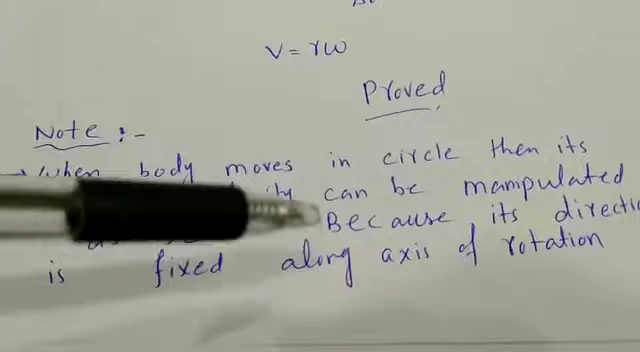 V = rω
Proved
Note :-
→ When body moves in circle then its
can be manipulated
Because its
is fixed along axis of rotation